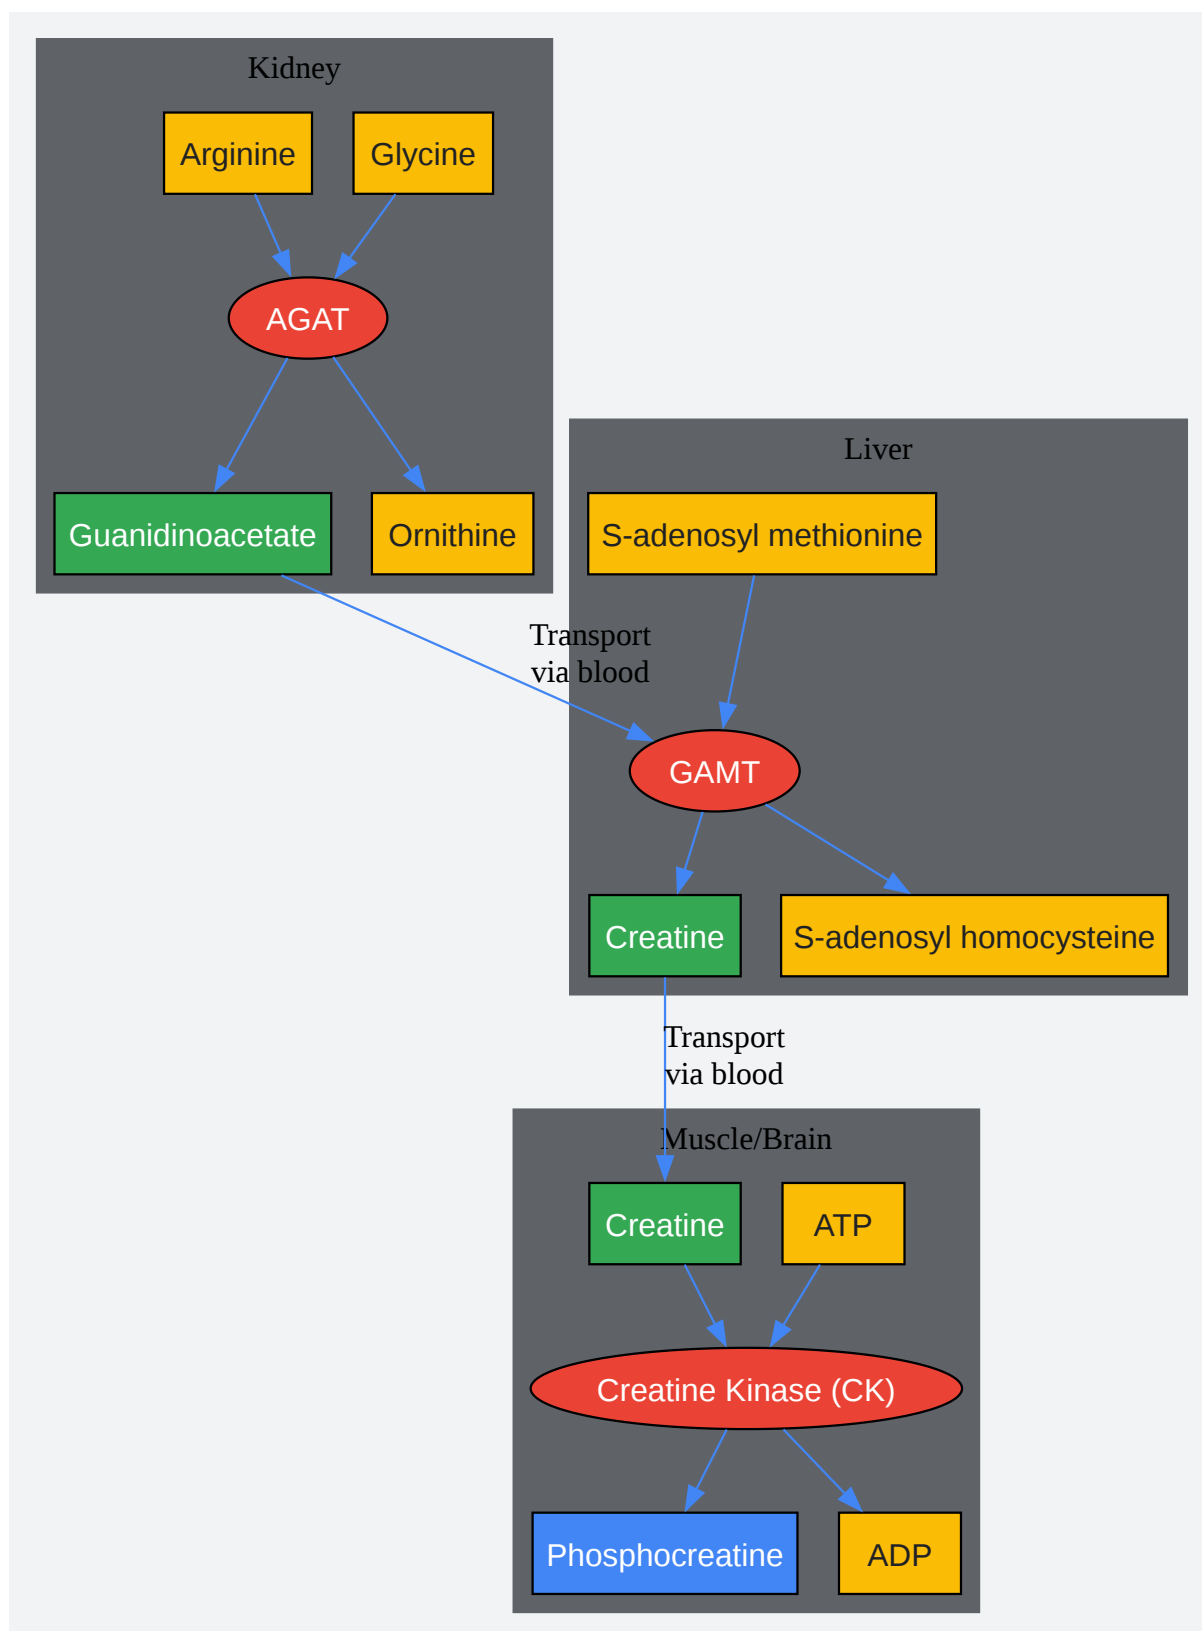 Kidney
Arginine
Glycine
AGAT
Guanidinoacetate
Ornithine
Liver
S-adenosyl methionine
Transport
via blood
GAMT
Creatine
S-adenosyl homocysteine
Transport
via blood
Muscle/Brain
Creatine
ATP
Creatine Kinase (CK)
Phosphocreatine
ADP